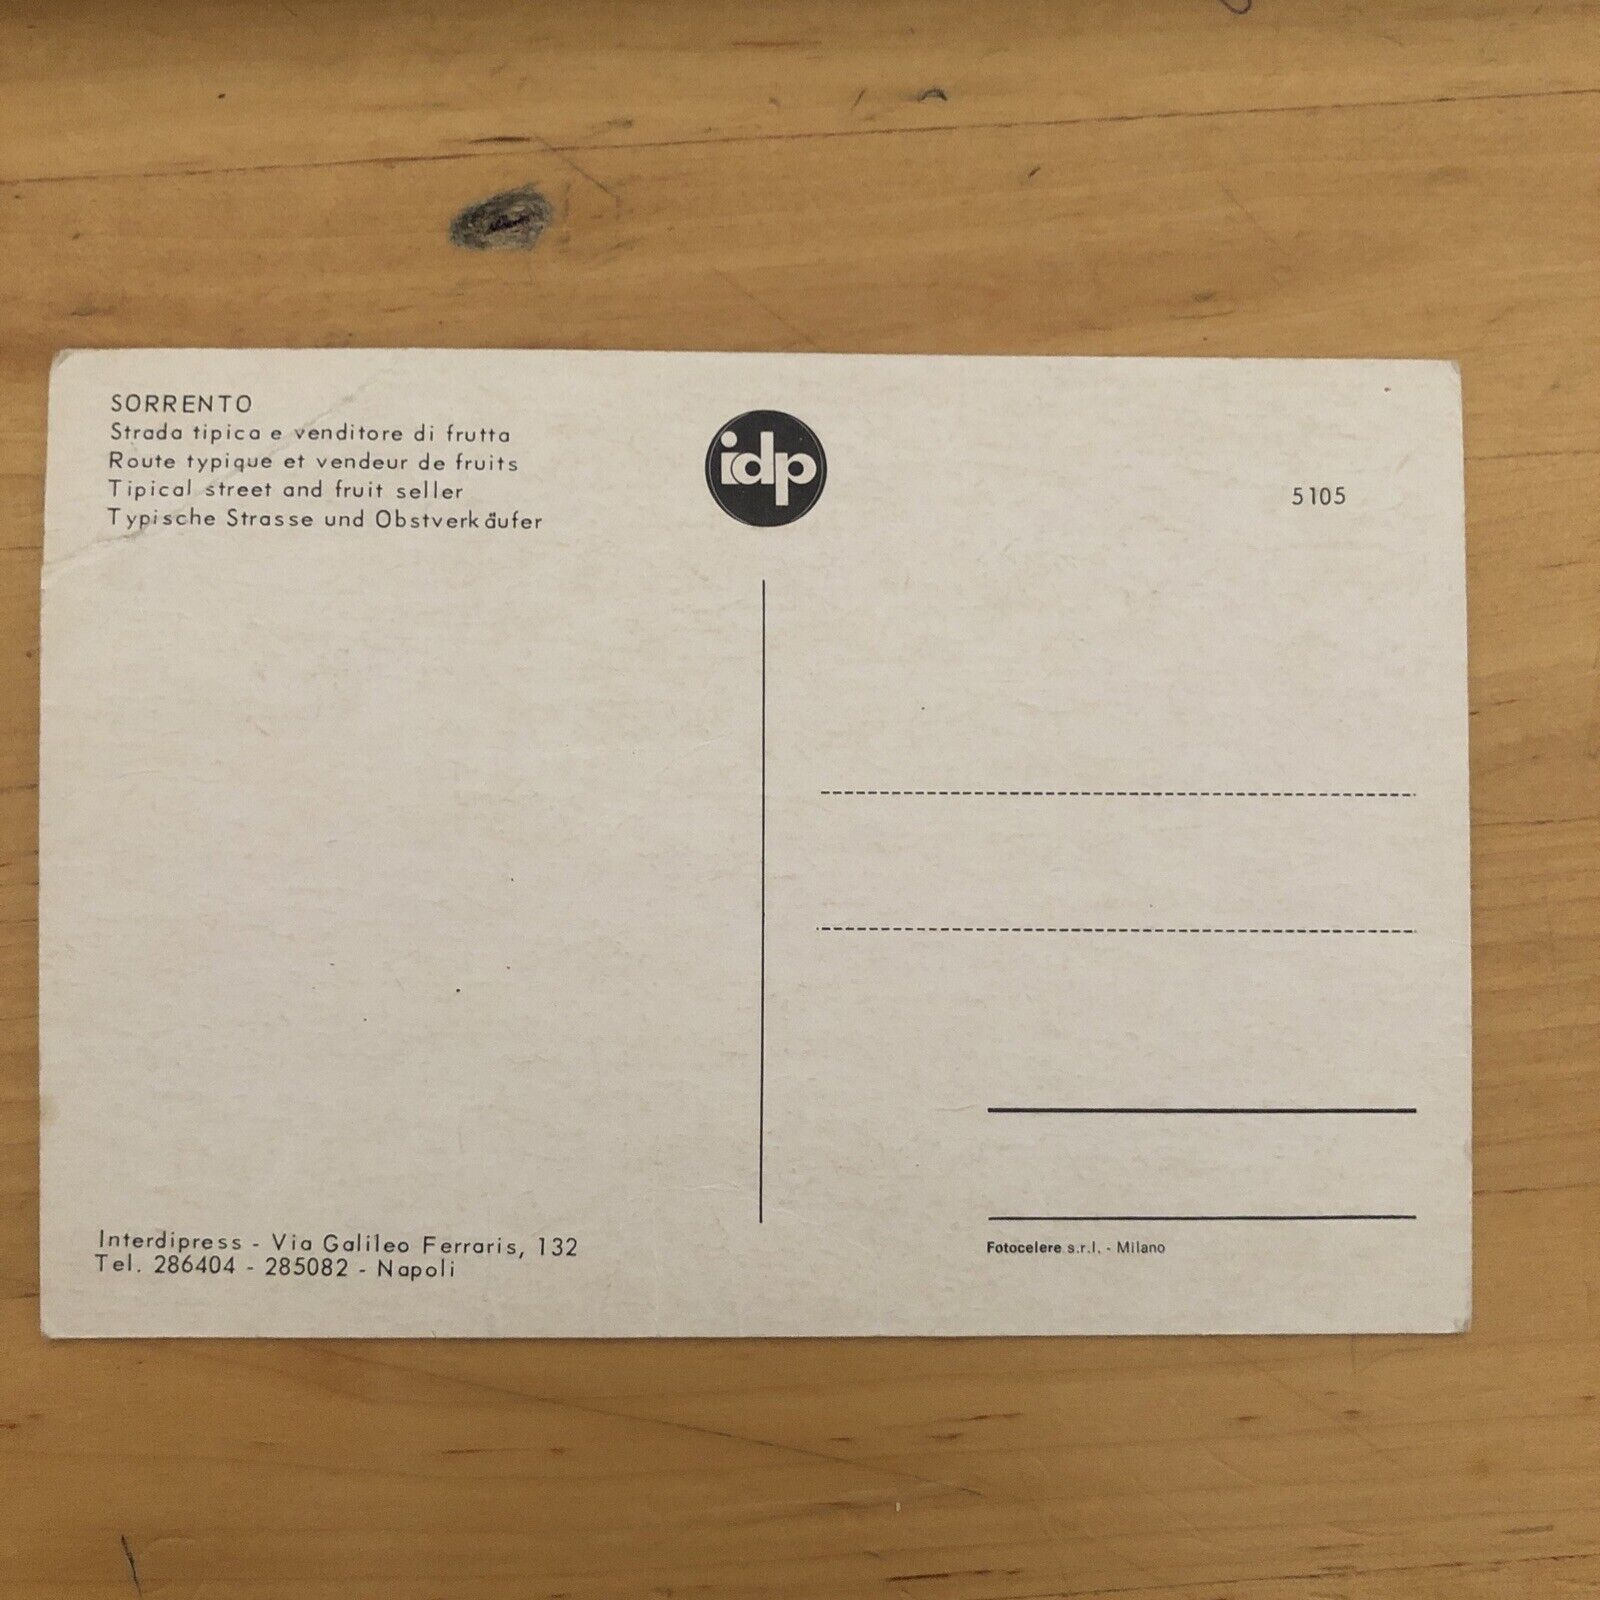 SORRENTO
Strada tipica e venditore di frutta
Route typique et vendeur de fruits
Tipical street and fruit seller
Typische Strasse und Obstverkäufer
idp
5105
Interdipress - Via Galileo Ferraris, 132
Tel. 286404 - 285082 - Napoli
Fotocelere s.r.l. - Milano